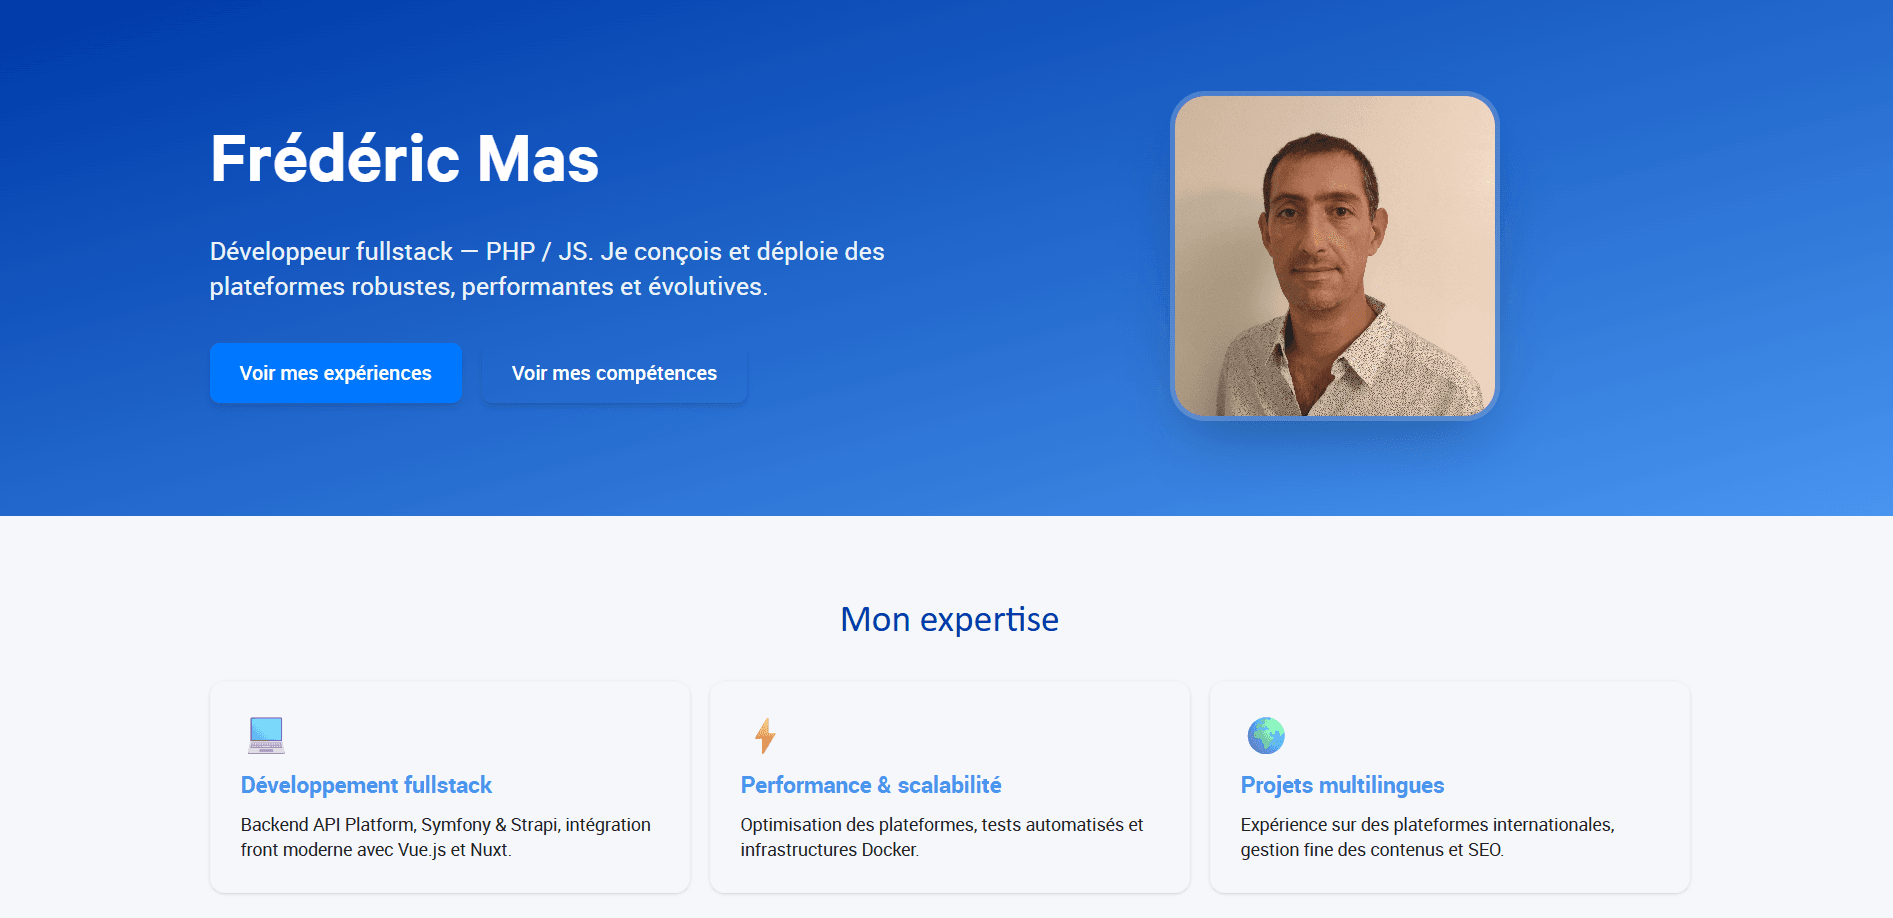 Frédéric Mas
Développeur fullstack — PHP / JS. Je conçois et déploie des
plateformes robustes, performantes et évolutives.
Voir mes expériences
Voir mes compétences
Mon expertise
Développement fullstack
Backend API Platform, Symfony & Strapi, intégration
front moderne avec Vue.js et Nuxt.
Performance & scalabilité
Optimisation des plateformes, tests automatisés et
infrastructures Docker.
Projets multilingues
Expérience sur des plateformes internationales,
gestion fine des contenus et SEO.